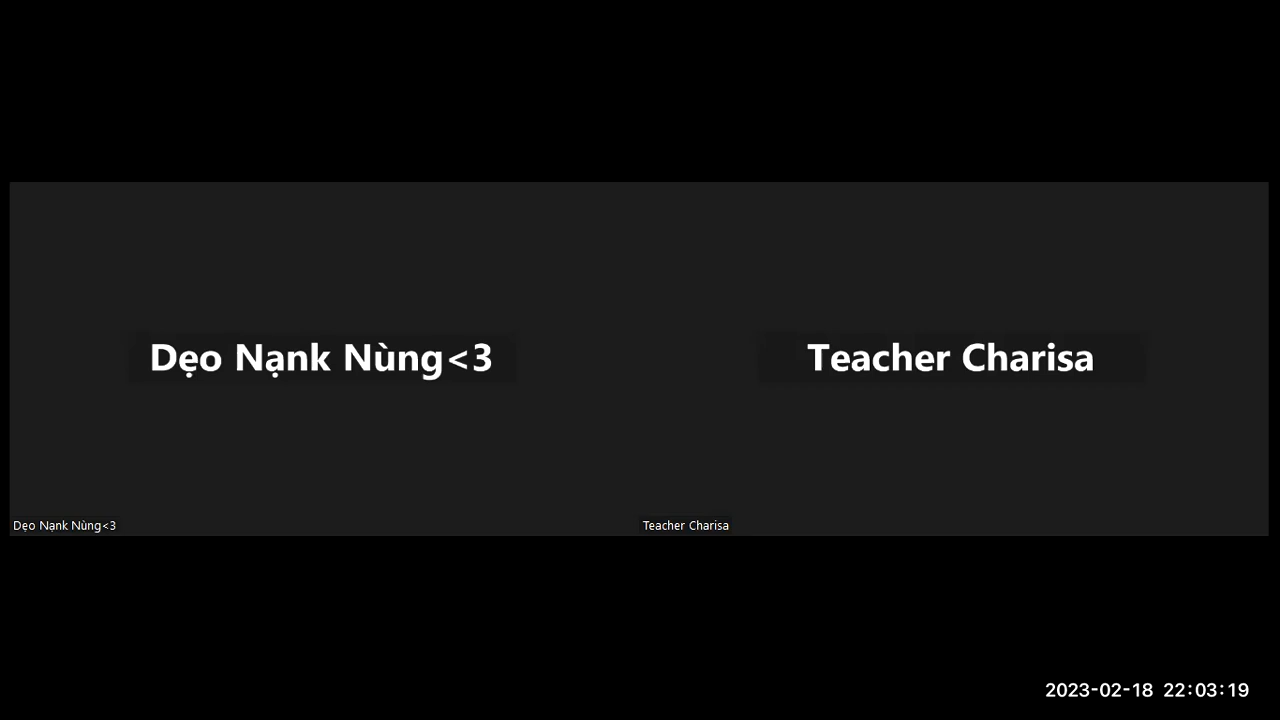 Dẹo Nạnk Nùng<3
Teacher Charisa
Dẹo Nạnk Nùng<3
Teacher Charisa
2023-02-18 22:03:19